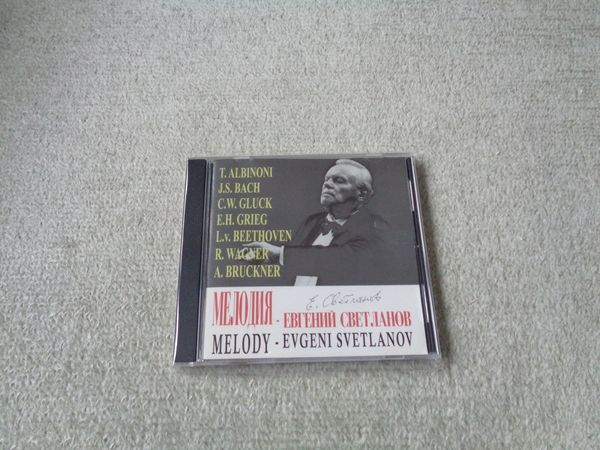 T. ALBINONI
J.S. BACH
C.W. GLUCK
E.H. GRIEG
L.v. BEETHOVEN
R. WAGNER
A. BRUCKNER
Е. Светланов
МЕЛОДИЯ - ЕВГЕНИЙ СВЕТЛАНОВ
MELODY - EVGENI SVETLANOV